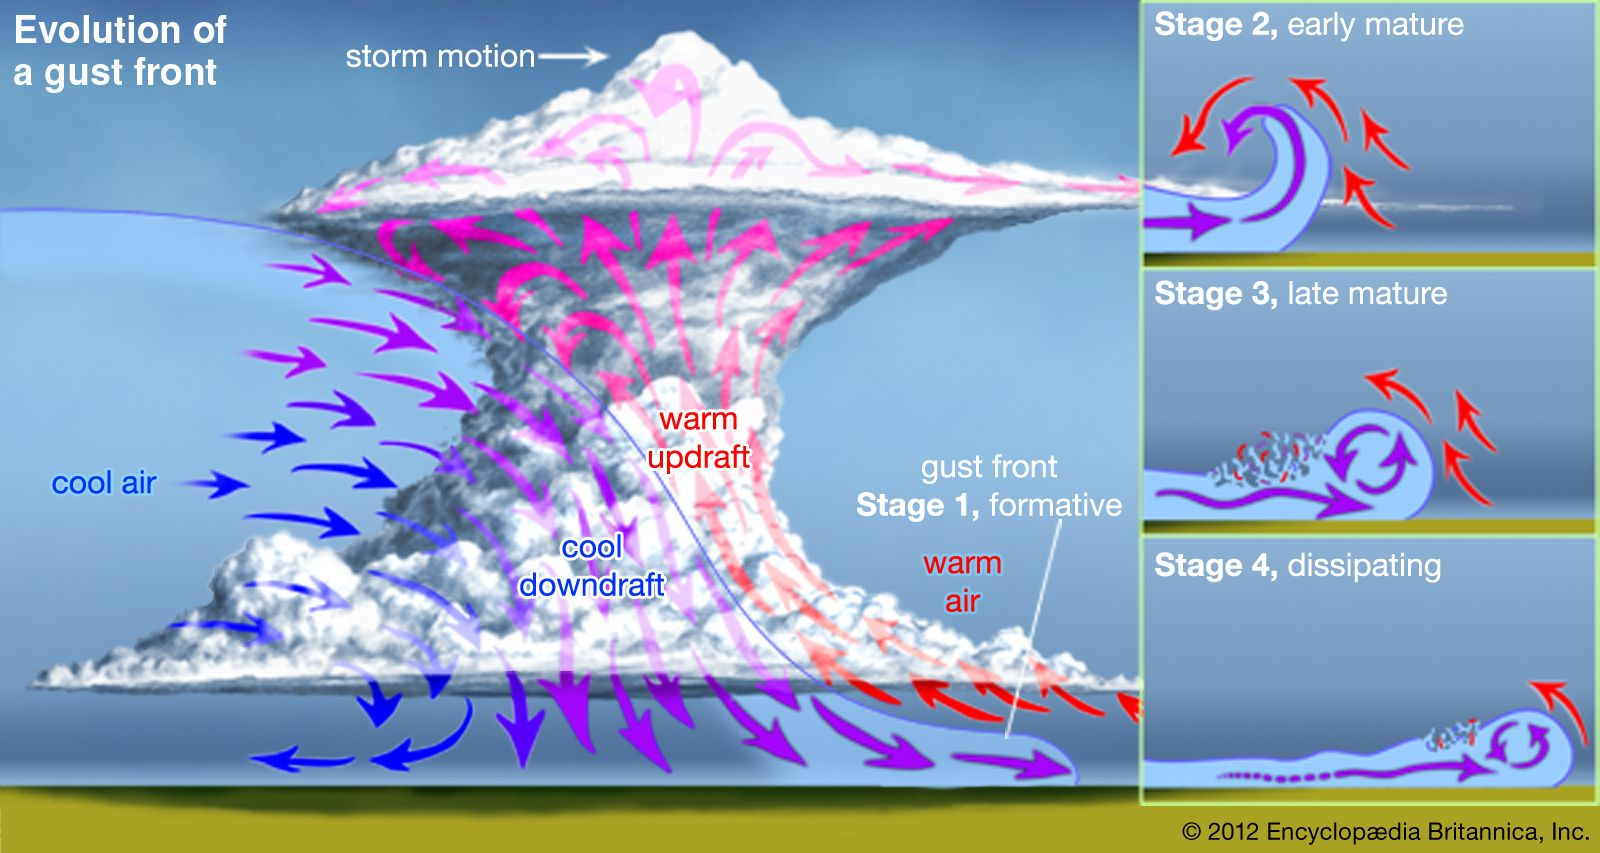 Evolution of
a gust front
storm motion
cool air
warm
updraft
cool
downdraft
gust front
Stage 1, formative
warm
air
Stage 2, early mature
Stage 3, late mature
Stage 4, dissipating
© 2012 Encyclopædia Britannica, Inc.